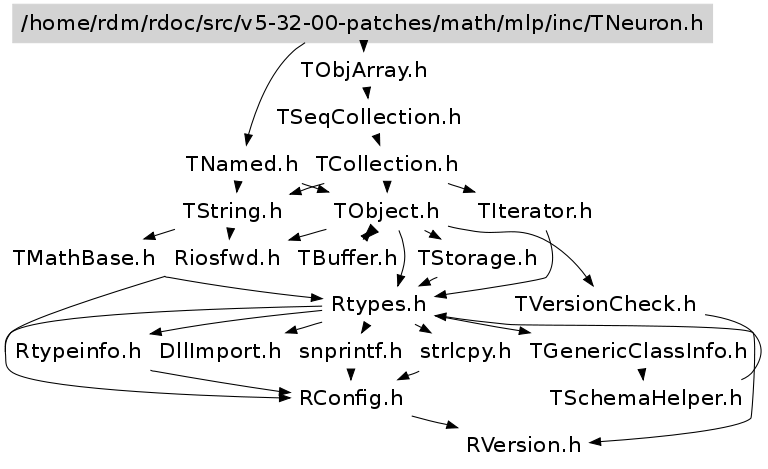 /home/rdm/rdoc/src/v5-32-00-patches/math/mlp/inc/TNeuron.h
TObjArray.h
TSeqCollection.h
TNamed.h TCollection.h
TString.h TObject.h TIterator.h
TMathBase.h Riosfwd.h TBuffer.h TStorage.h
Rtypes.h TVersionCheck.h
Rtypeinfo.h DllImport.h snprintf.h strlcpy.h TGenericClassInfo.h
RConfig.h TSchemaHelper.h
RVersion.h